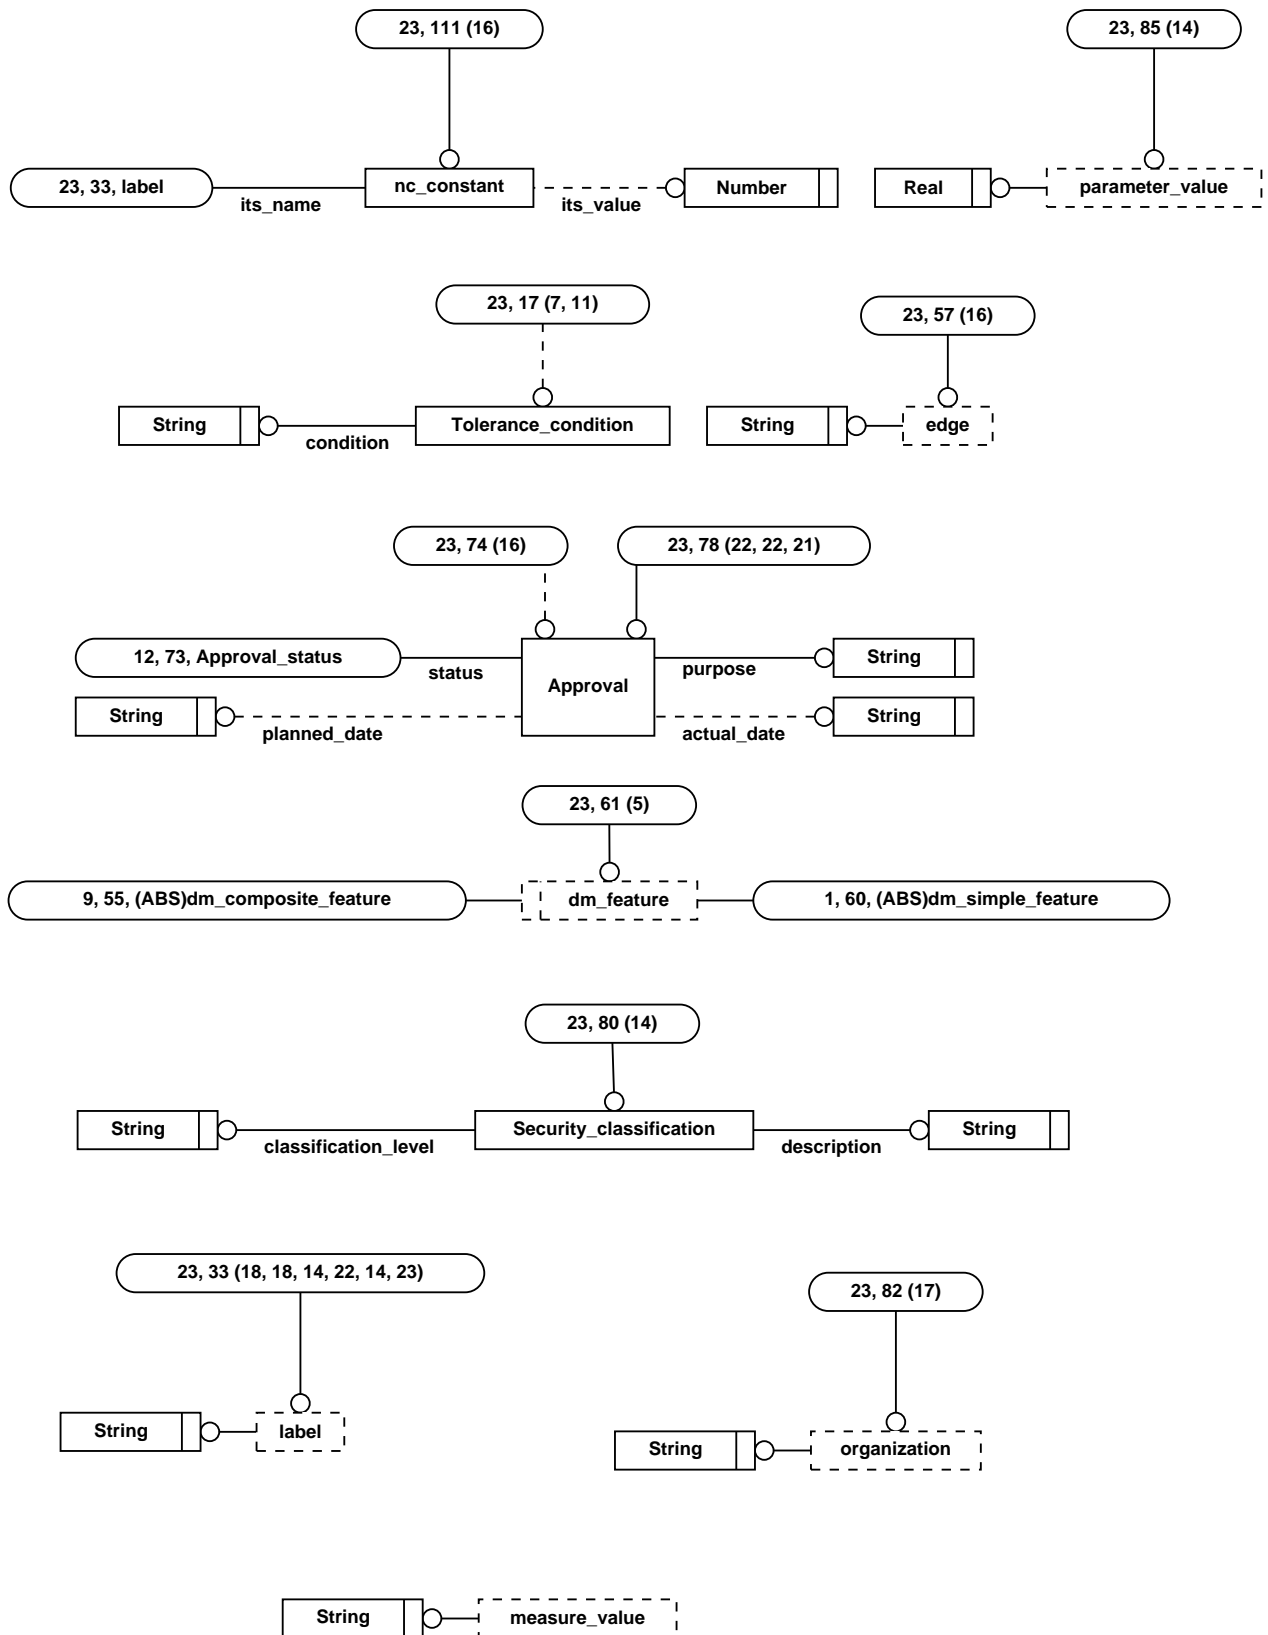 23, 111 (16)
23, 85 (14)
23, 33, label
its_name
nc_constant
its_value
Number
Real
parameter_value
23, 17 (7, 11)
23, 57 (16)
String
condition
Tolerance_condition
String
edge
23, 74 (16)
23, 78 (22, 22, 21)
12, 73, Approval_status
status
Approval
purpose
String
String
planned_date
actual_date
String
23, 61 (5)
9, 55, (ABS)dm_composite_feature
dm_feature
1, 60, (ABS)dm_simple_feature
23, 80 (14)
String
classification_level
Security_classification
description
String
23, 33 (18, 18, 14, 22, 14, 23)
23, 82 (17)
String
label
String
organization
String
measure_value